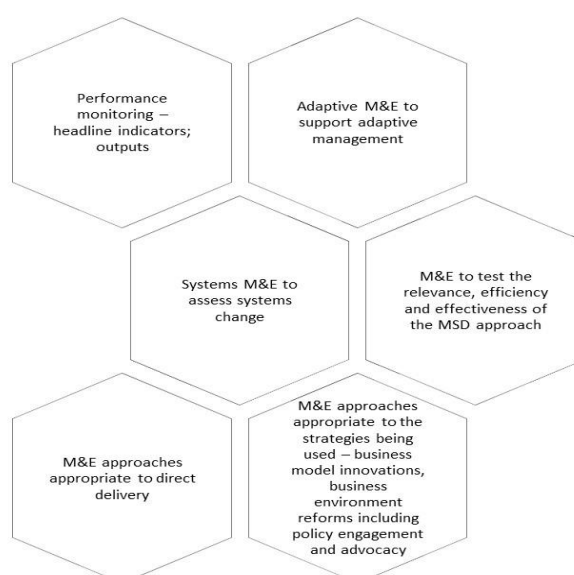 Performance
monitoring –
headline indicators;
outputs
Adaptive M&E to
support adaptive
management
Systems M&E to
assess systems
change
M&E to test the
relevance, efficiency
and effectiveness of
the MSD approach
M&E approaches
appropriate to direct
delivery
M&E approaches
appropriate to the
strategies being
used – business
model innovations,
business
environment
reforms including
policy engagement
and advocacy